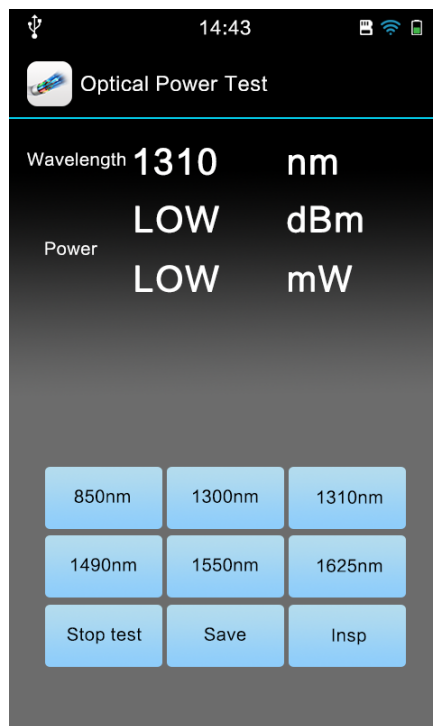 14:43
Optical Power Test
Wavelength 1310 nm
LOW dBm
Power
LOW mW
850nm 1300nm 1310nm
1490nm 1550nm 1625nm
Stop test Save Insp